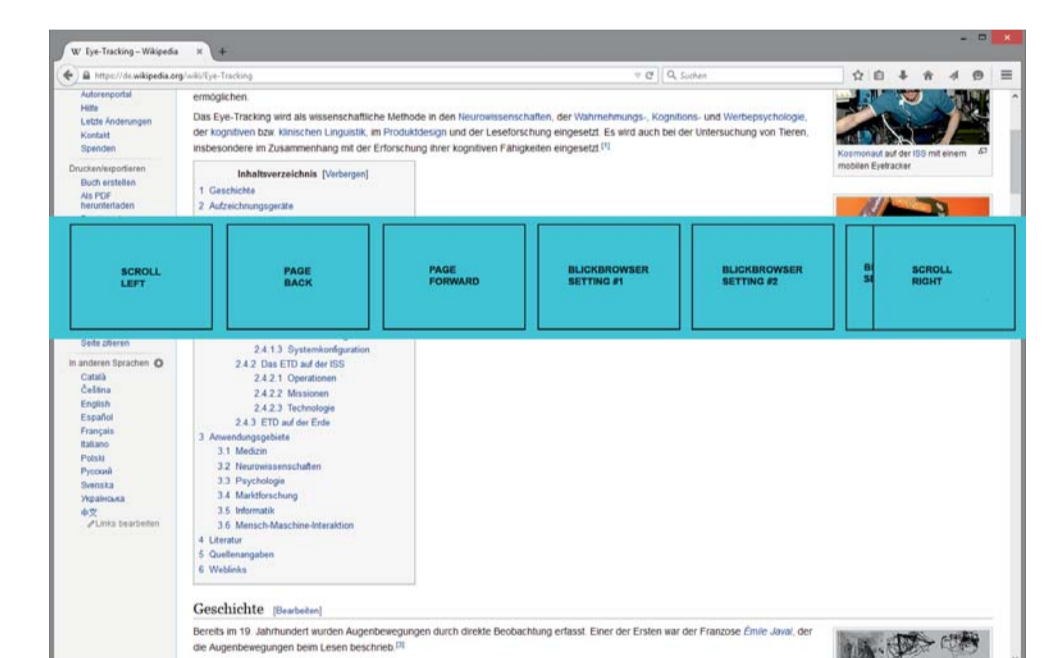 W Eye-Tracking – Wikipedia × +
https://de.wikipedia.org/wiki/Eye-Tracking
Suchen
Autorenportal
Hilfe
Letzte Änderungen
Kontakt
Spenden
Drucken/exportieren
Buch erstellen
Als PDF
herunterladen
ermöglichen.
Das Eye-Tracking wird als wissenschaftliche Methode in den Neurowissenschaften, der Wahrnehmungs-, Kognitions- und Werbepsychologie,
der kognitiven bzw. klinischen Linguistik, im Produktdesign und der Leseforschung eingesetzt. Es wird auch bei der Untersuchung von Tieren,
insbesondere im Zusammenhang mit der Erforschung ihrer kognitiven Fähigkeiten eingesetzt.[1]
Inhaltsverzeichnis [Verbergen]
1 Geschichte
2 Aufzeichnungsgeräte
Kosmonaut auf der ISS mit einem
mobilen Eyetracker
SCROLL
LEFT
PAGE
BACK
PAGE
FORWARD
BLICKBROWSER
SETTING #1
BLICKBROWSER
SETTING #2
SCROLL
RIGHT
Seite zitieren
In anderen Sprachen
Català
Čeština
English
Español
Français
Italiano
Polski
Русский
Svenska
Українська
中文
Links bearbeiten
2.4.1.3 Systemkonfiguration
2.4.2 Das ETD auf der ISS
2.4.2.1 Operationen
2.4.2.2 Missionen
2.4.2.3 Technologie
2.4.3 ETD auf der Erde
3 Anwendungsgebiete
3.1 Medizin
3.2 Neurowissenschaften
3.3 Psychologie
3.4 Marktforschung
3.5 Informatik
3.6 Mensch-Maschine-Interaktion
4 Literatur
5 Quellenangaben
6 Weblinks
Geschichte [Bearbeiten]
Bereits im 19. Jahrhundert wurden Augenbewegungen durch direkte Beobachtung erfasst. Einer der Ersten war der Franzose Émile Javal, der
die Augenbewegungen beim Lesen beschrieb.[3]